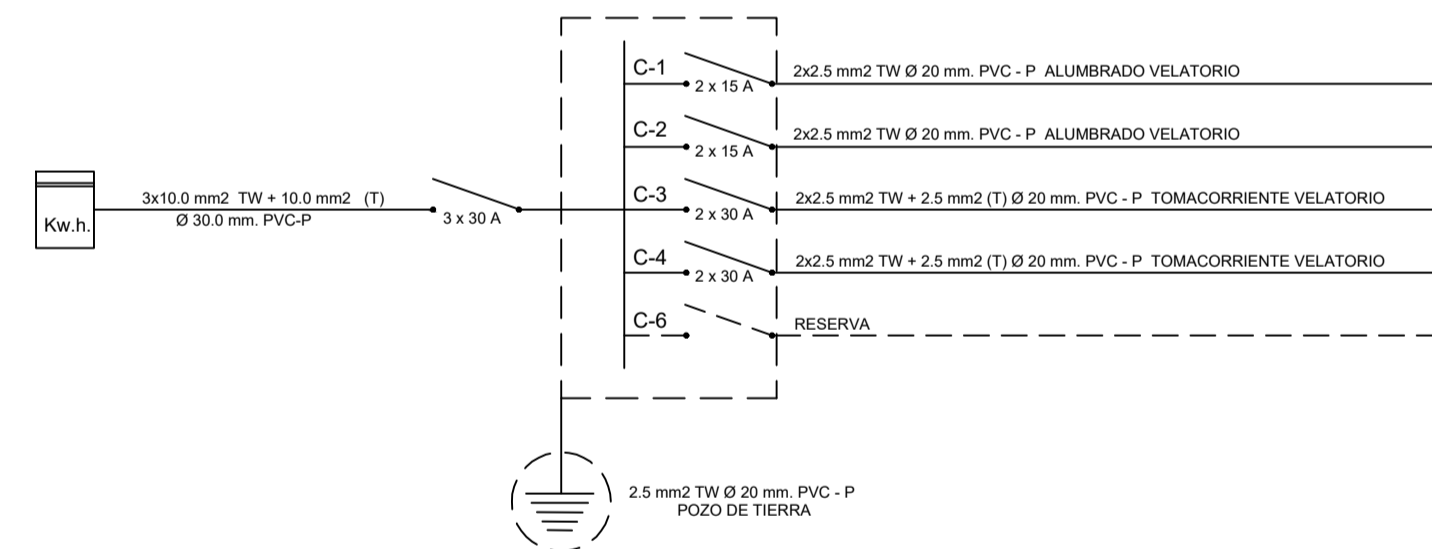 C-1
2 x 15 A
2x2.5 mm2 TW Ø 20 mm. PVC - P ALUMBRADO VELATORIO
C-2
2 x 15 A
2x2.5 mm2 TW Ø 20 mm. PVC - P ALUMBRADO VELATORIO
Kw.h.
3x10.0 mm2 TW + 10.0 mm2 (T)
Ø 30.0 mm. PVC-P
3 x 30 A
C-3
2 x 30 A
2x2.5 mm2 TW + 2.5 mm2 (T) Ø 20 mm. PVC - P TOMACORRIENTE VELATORIO
C-4
2 x 30 A
2x2.5 mm2 TW + 2.5 mm2 (T) Ø 20 mm. PVC - P TOMACORRIENTE VELATORIO
C-6
RESERVA
2.5 mm2 TW Ø 20 mm. PVC - P
POZO DE TIERRA